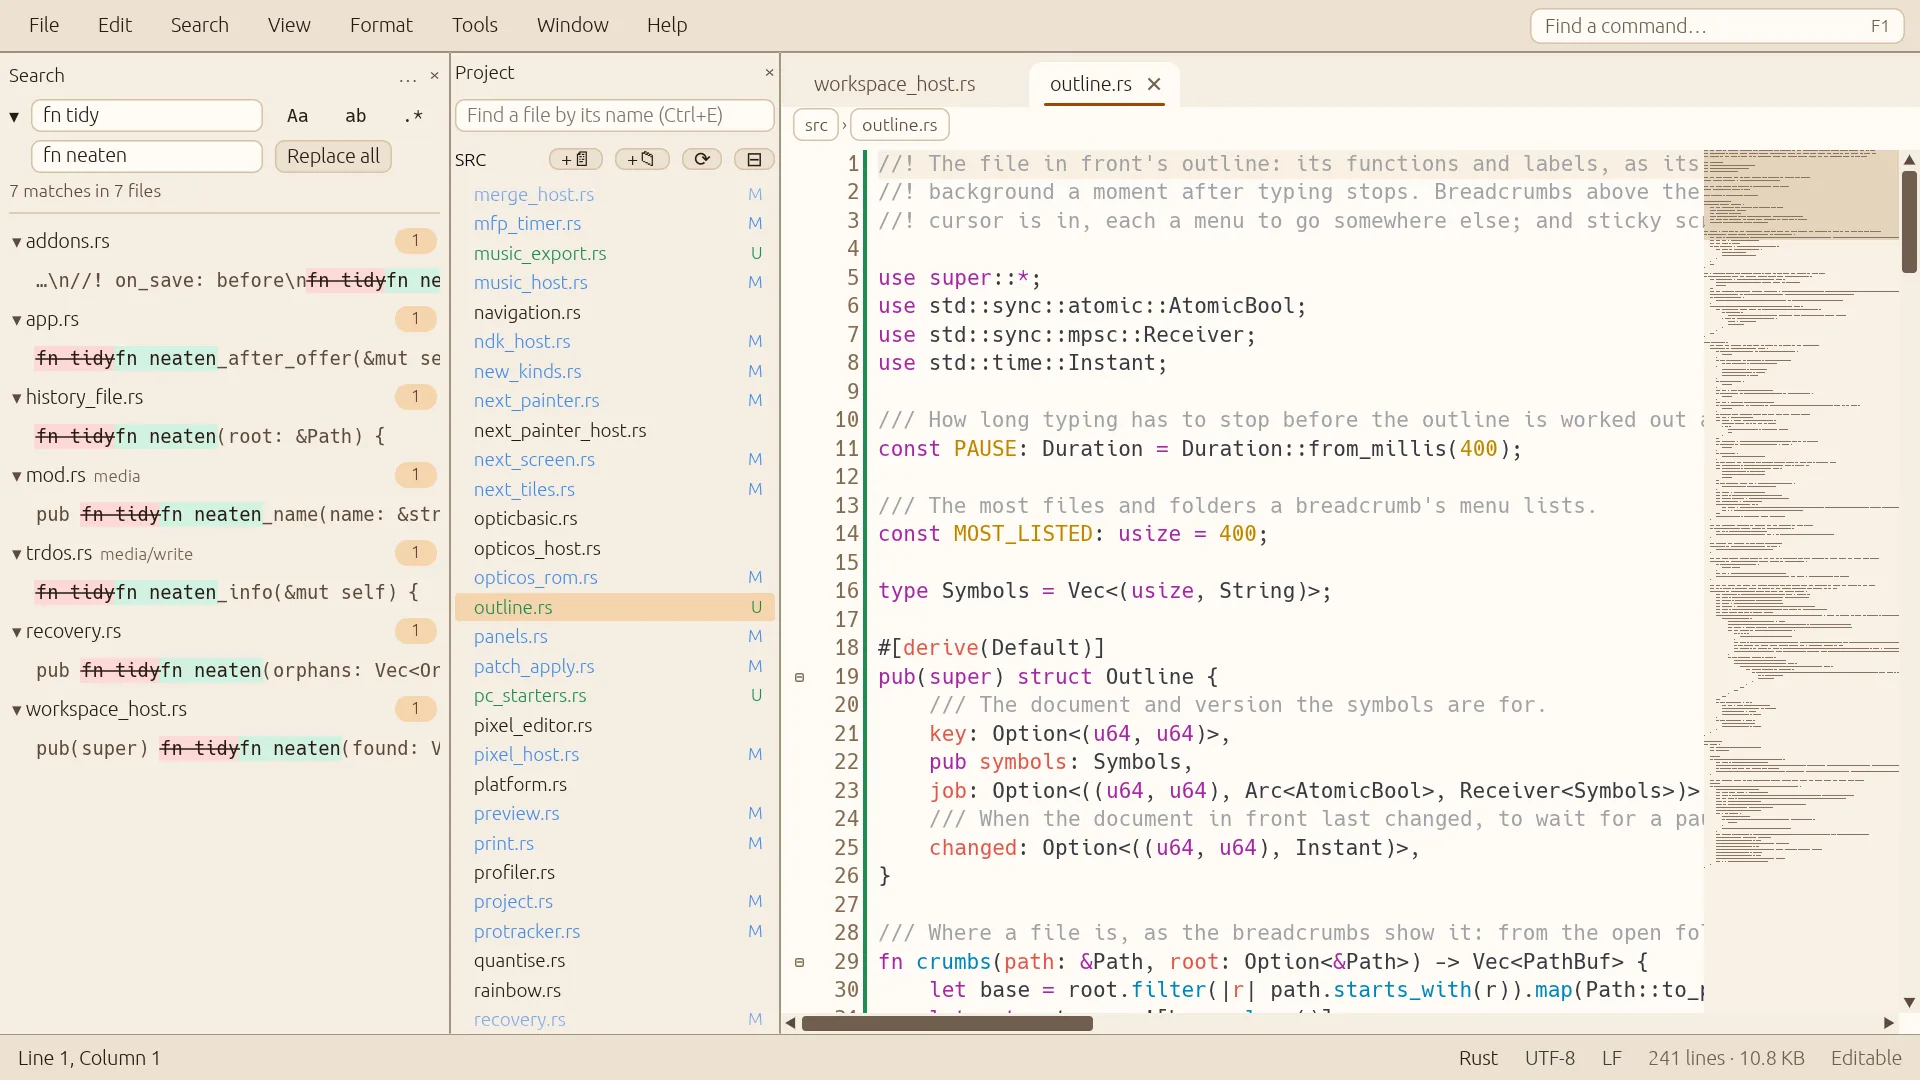 File Edit Search View Format Tools Window Help
Find a command… F1
Search … ×
fn tidy Aa ab .*
fn neaten Replace all
7 matches in 7 files
▾ addons.rs 1
…\n//! on_save: before\nfn tidyfn ne
▾ app.rs 1
fn tidyfn neaten_after_offer(&mut se
▾ history_file.rs 1
fn tidyfn neaten(root: &Path) {
▾ mod.rs media 1
pub fn tidyfn neaten_name(name: &str
▾ trdos.rs media/write 1
fn tidyfn neaten_info(&mut self) {
▾ recovery.rs 1
pub fn tidyfn neaten(orphans: Vec<Or
▾ workspace_host.rs 1
pub(super) fn tidyfn neaten(found: V
Project ×
Find a file by its name (Ctrl+E)
SRC
merge_host.rs M
mfp_timer.rs M
music_export.rs U
music_host.rs M
navigation.rs
ndk_host.rs M
new_kinds.rs M
next_painter.rs M
next_painter_host.rs
next_screen.rs M
next_tiles.rs M
opticbasic.rs
opticos_host.rs
opticos_rom.rs M
outline.rs U
panels.rs M
patch_apply.rs M
pc_starters.rs U
pixel_editor.rs
pixel_host.rs M
platform.rs
preview.rs M
print.rs M
profiler.rs
project.rs M
protracker.rs M
quantise.rs
rainbow.rs
recovery.rs M
workspace_host.rs outline.rs ×
src › outline.rs
1 //! The file in front's outline: its functions and labels, as its
2 //! background a moment after typing stops. Breadcrumbs above the
3 //! cursor is in, each a menu to go somewhere else; and sticky sc
4
5 use super::*;
6 use std::sync::atomic::AtomicBool;
7 use std::sync::mpsc::Receiver;
8 use std::time::Instant;
9
10 /// How long typing has to stop before the outline is worked out
11 const PAUSE: Duration = Duration::from_millis(400);
12
13 /// The most files and folders a breadcrumb's menu lists.
14 const MOST_LISTED: usize = 400;
15
16 type Symbols = Vec<(usize, String)>;
17
18 #[derive(Default)]
19 pub(super) struct Outline {
20 /// The document and version the symbols are for.
21 key: Option<(u64, u64)>,
22 pub symbols: Symbols,
23 job: Option<((u64, u64), Arc<AtomicBool>, Receiver<Symbols>)>
24 /// When the document in front last changed, to wait for a pau
25 changed: Option<((u64, u64), Instant)>,
26 }
27
28 /// Where a file is, as the breadcrumbs show it: from the open fo
29 fn crumbs(path: &Path, root: Option<&Path>) -> Vec<PathBuf> {
30 let base = root.filter(|r| path.starts_with(r)).map(Path::to_p
Line 1, Column 1
Rust UTF-8 LF 241 lines · 10.8 KB Editable